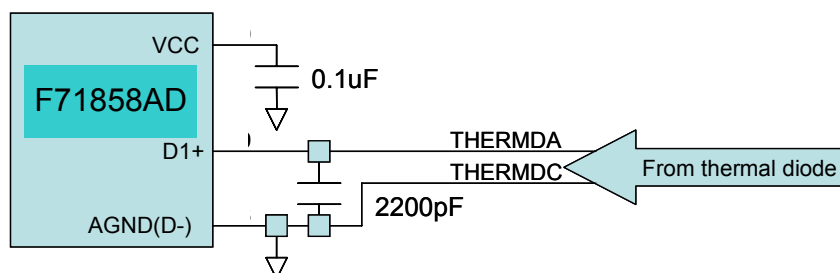 VCC
0.1uF
F71858AD
D1+
THERMDA
THERMDC
From thermal diode
2200pF
AGND(D-)